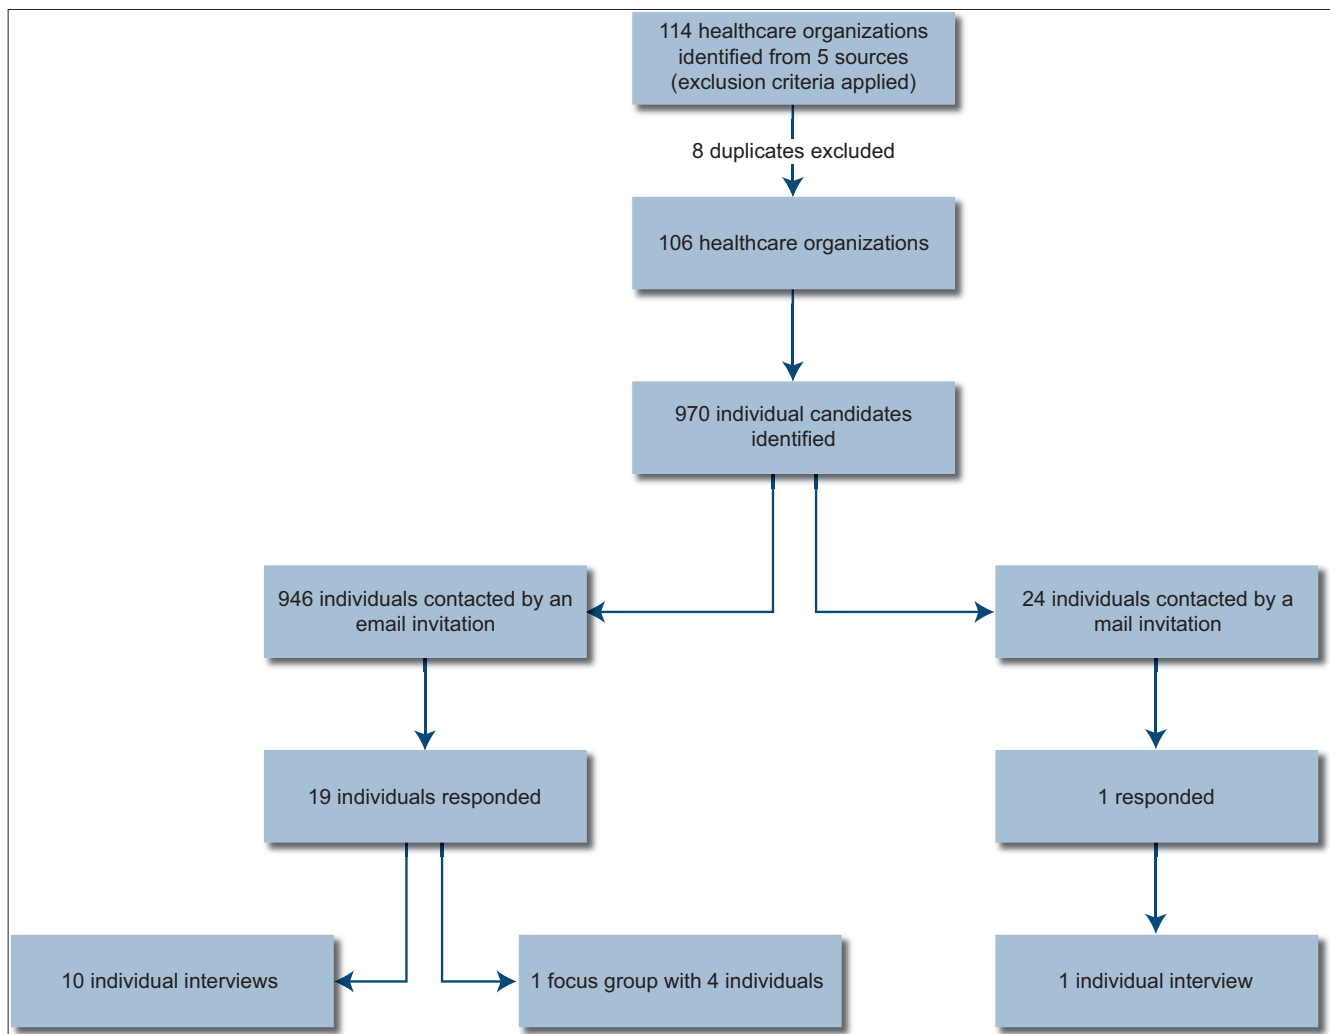 114 healthcare organizations
identified from 5 sources
(exclusion criteria applied)
8 duplicates excluded
106 healthcare organizations
970 individual candidates
identified
946 individuals contacted by an
email invitation
24 individuals contacted by a
mail invitation
19 individuals responded
1 responded
10 individual interviews
1 focus group with 4 individuals
1 individual interview